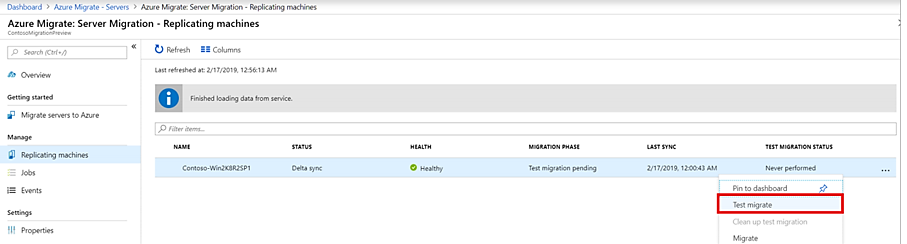 Dashboard > Azure Migrate - Servers > Azure Migrate: Server Migration - Replicating machines
Azure Migrate: Server Migration - Replicating machines
ContosoMigrationPreview
Search (Ctrl+/)
«
Overview
Getting started
Migrate servers to Azure
Manage
Replicating machines
Jobs
Events
Settings
Properties
Refresh Columns
Last refreshed at: 2/17/2019, 12:56:13 AM
Finished loading data from service.
Filter items...
NAME STATUS HEALTH MIGRATION PHASE LAST SYNC TEST MIGRATION STATUS
Contoso-Win2K8R2SP1 Delta sync Healthy Test migration pending 2/17/2019, 12:00:43 AM Never performed ...
Pin to dashboard
Test migrate
Clean up test migration
Migrate